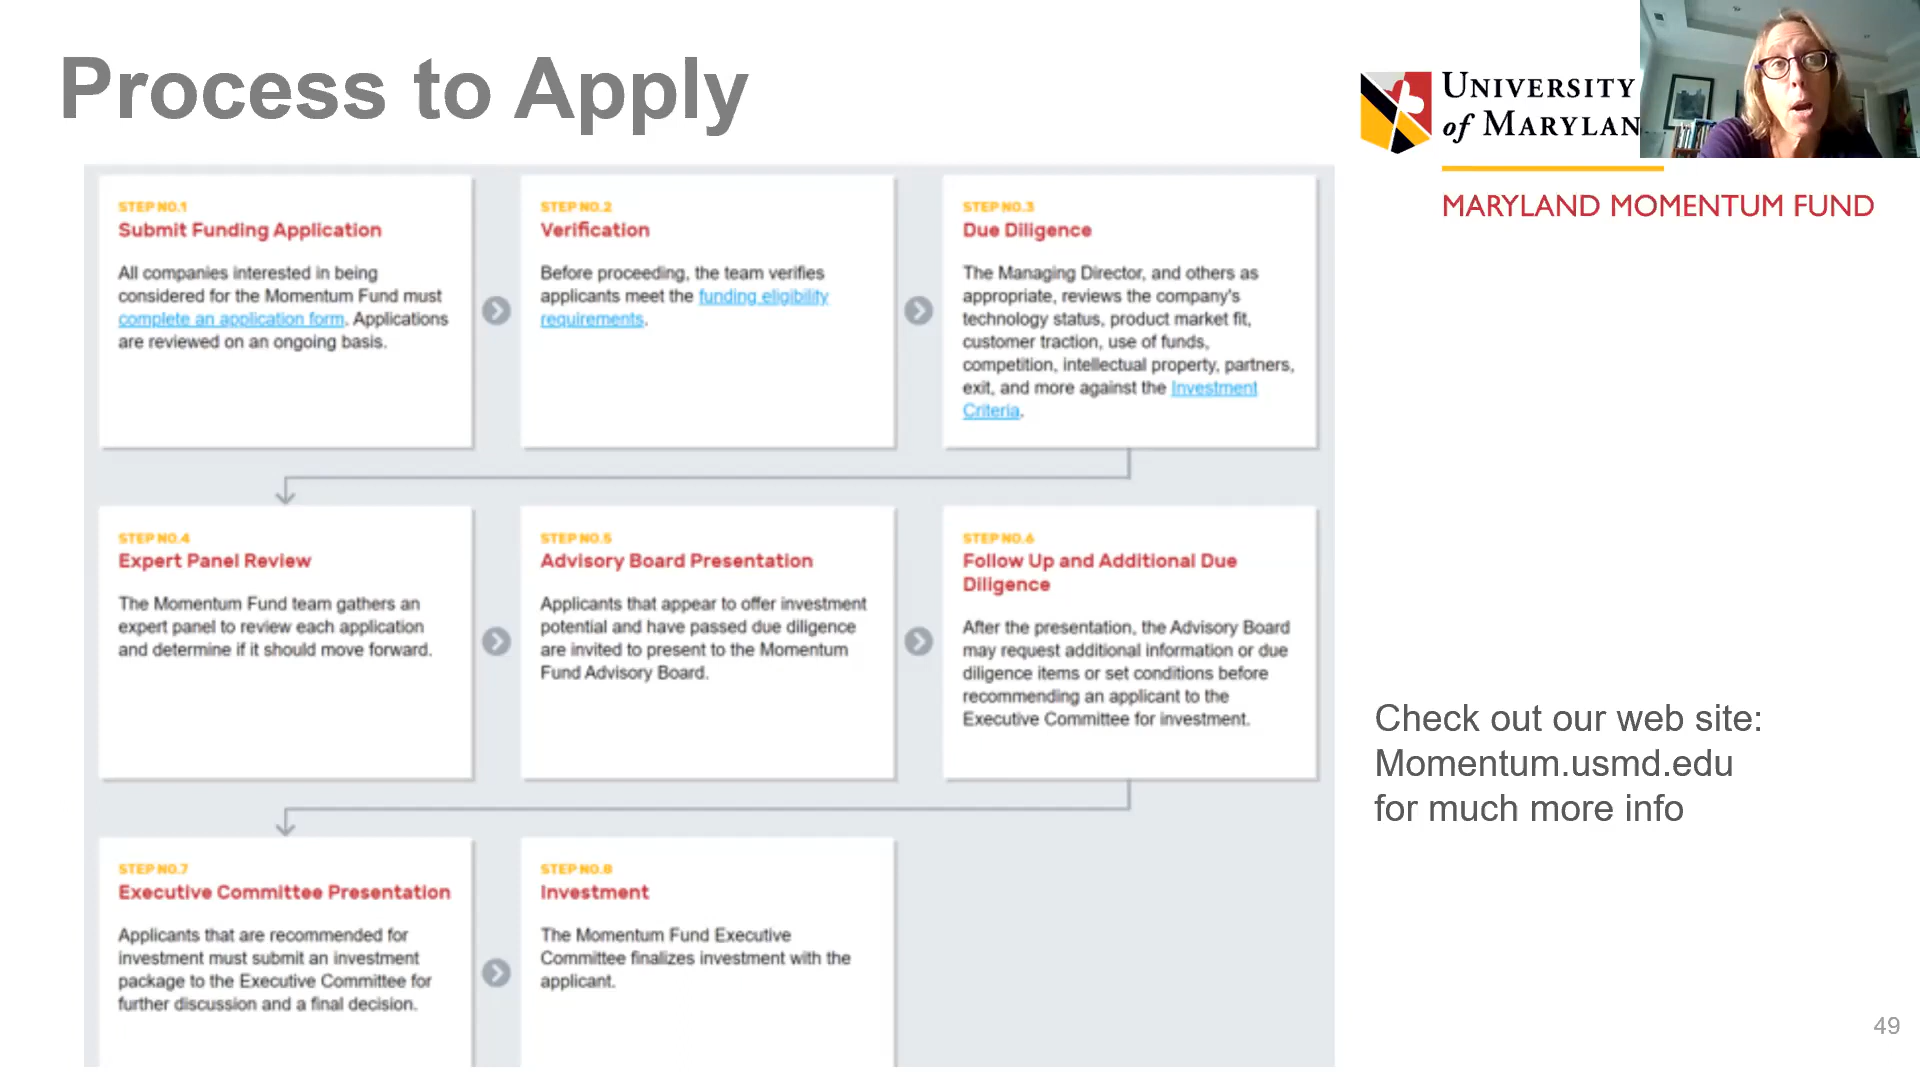 Process to Apply
UNIVERSITY
of MARYLAN
MARYLAND MOMENTUM FUND
STEP NO.1
Submit Funding Application
All companies interested in being
considered for the Momentum Fund must
complete an application form. Applications
are reviewed on an ongoing basis.
STEP NO.2
Verification
Before proceeding, the team verifies
applicants meet the funding eligibility
requirements.
STEP NO.3
Due Diligence
The Managing Director, and others as
appropriate, reviews the company's
technology status, product market fit,
customer traction, use of funds,
competition, intellectual property, partners,
exit, and more against the Investment
Criteria.
STEP NO.4
Expert Panel Review
The Momentum Fund team gathers an
expert panel to review each application
and determine if it should move forward.
STEP NO.5
Advisory Board Presentation
Applicants that appear to offer investment
potential and have passed due diligence
are invited to present to the Momentum
Fund Advisory Board.
STEP NO.6
Follow Up and Additional Due
Diligence
After the presentation, the Advisory Board
may request additional information or due
diligence items or set conditions before
recommending an applicant to the
Executive Committee for investment.
STEP NO.7
Executive Committee Presentation
Applicants that are recommended for
investment must submit an investment
package to the Executive Committee for
further discussion and a final decision.
STEP NO.8
Investment
The Momentum Fund Executive
Committee finalizes investment with the
applicant.
Check out our web site:
Momentum.usmd.edu
for much more info
49